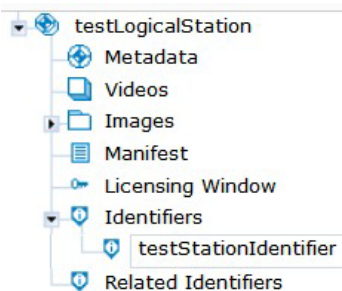 testLogicalStation
Metadata
Videos
Images
Manifest
Licensing Window
Identifiers
testStationIdentifier
Related Identifiers